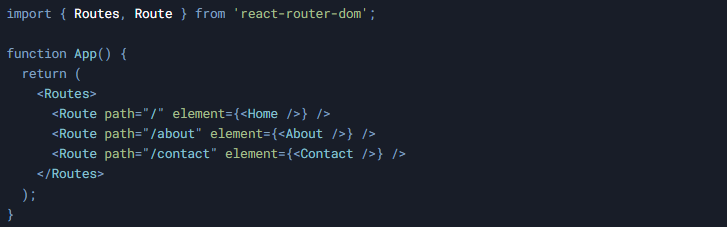 import { Routes, Route } from 'react-router-dom';
function App() {
return (
<Routes>
<Route path="/" element={<Home />} />
<Route path="/about" element={<About />} />
<Route path="/contact" element={<Contact />} />
</Routes>
);
}